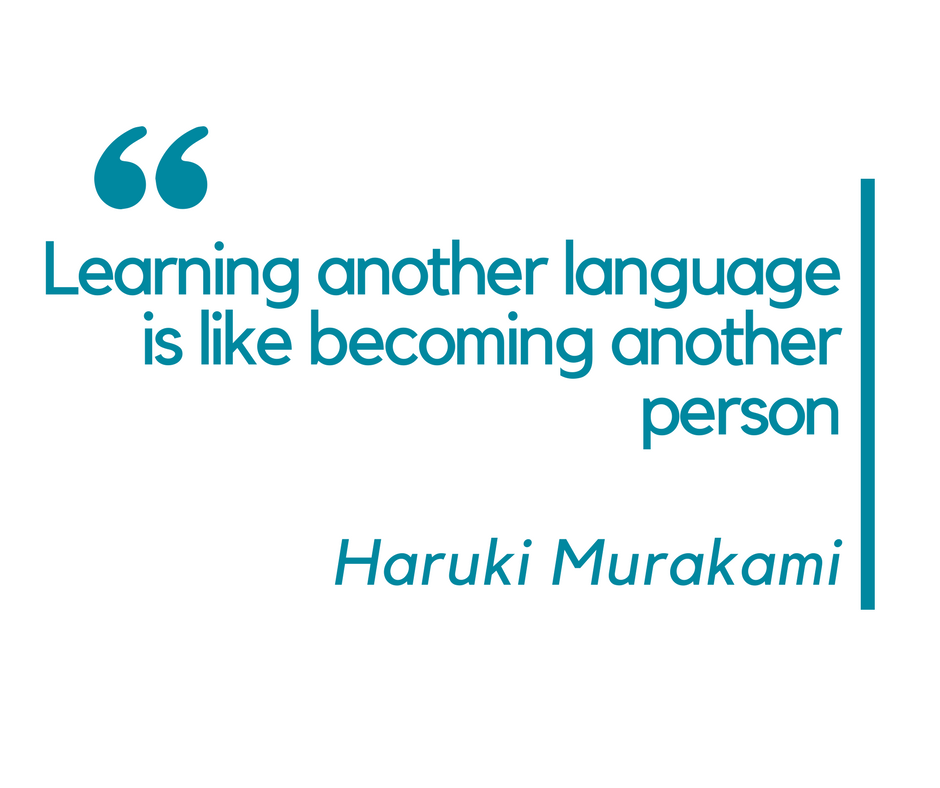 “
Learning another language
is like becoming another
person
Haruki Murakami